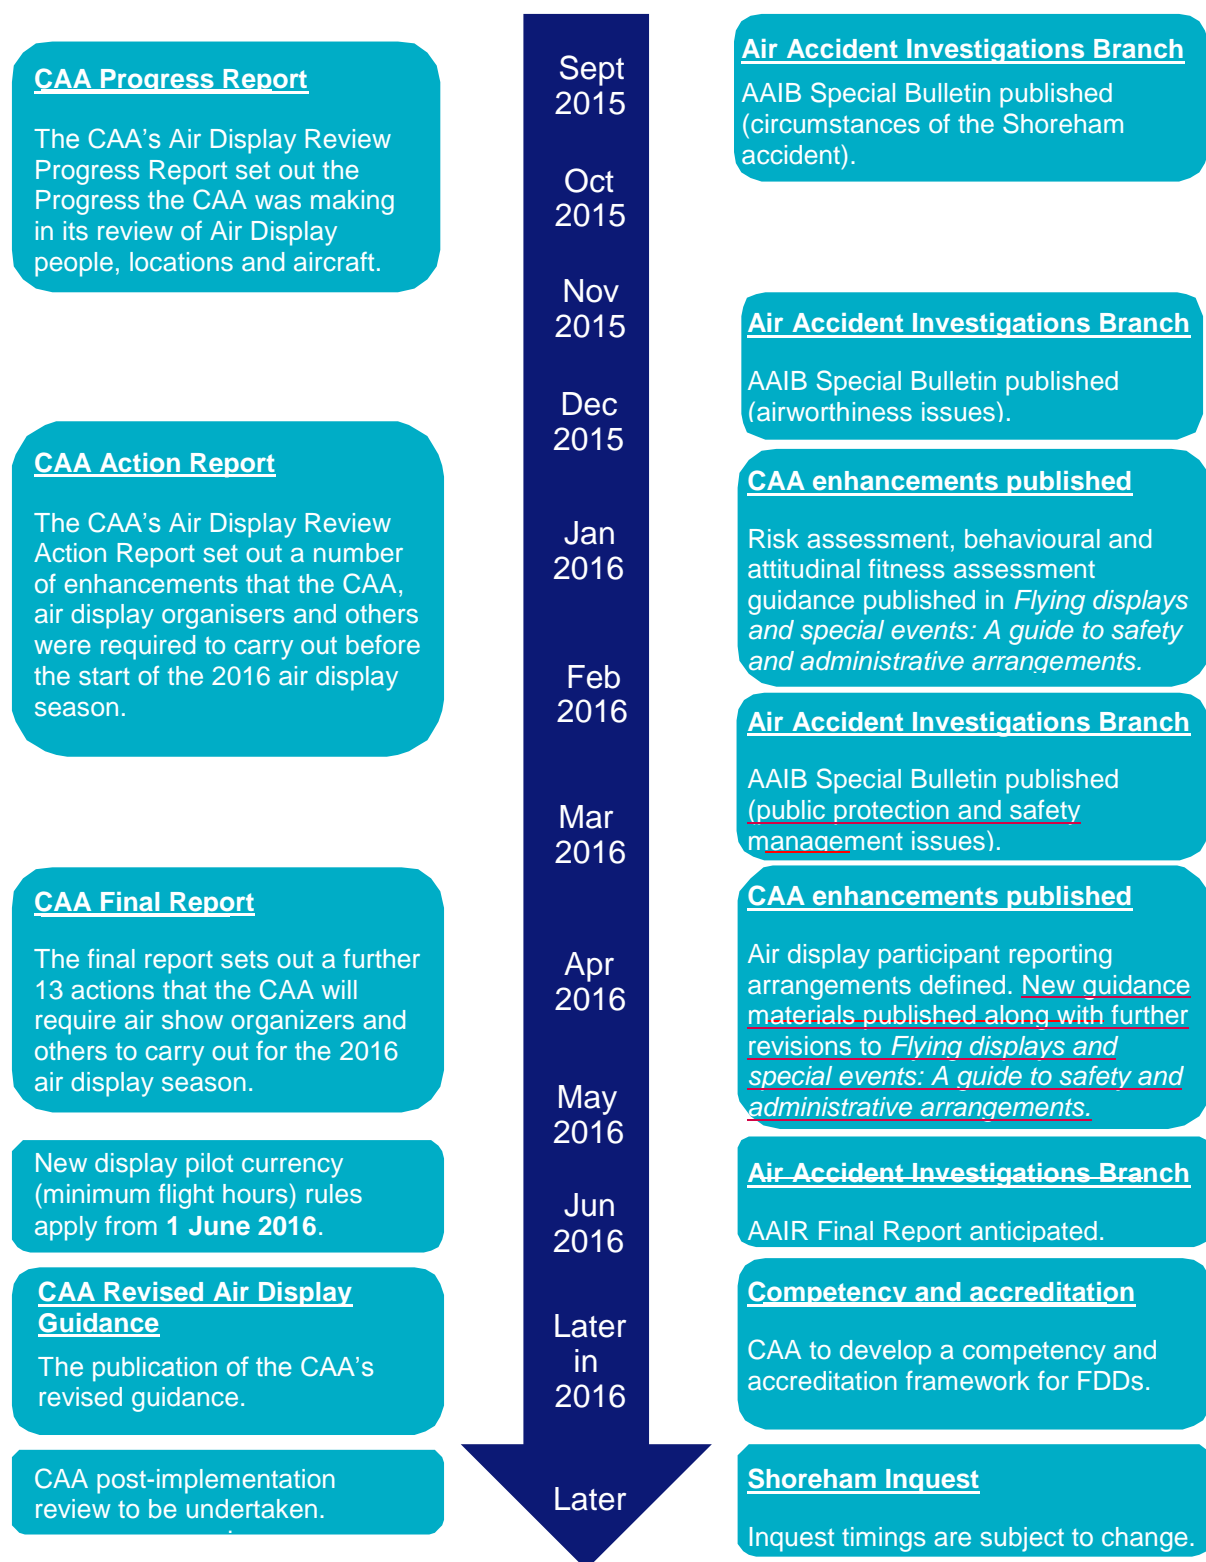 CAA Progress Report
The CAA's Air Display Review
Progress Report set out the
Progress the CAA was making
in its review of Air Display
people, locations and aircraft.
CAA Action Report
The CAA's Air Display Review
Action Report set out a number
of enhancements that the CAA,
air display organisers and others
were required to carry out before
the start of the 2016 air display
season.
CAA Final Report
The final report sets out a further
13 actions that the CAA will
require air show organizers and
others to carry out for the 2016
air display season.
New display pilot currency
(minimum flight hours) rules
apply from 1 June 2016.
CAA Revised Air Display
Guidance
The publication of the CAA's
revised guidance.
CAA post-implementation
review to be undertaken.
Sept
2015
Oct
2015
Nov
2015
Dec
2015
Jan
2016
Feb
2016
Mar
2016
Apr
2016
May
2016
Jun
2016
Later
in
2016
Later
Air Accident Investigations Branch
AAIB Special Bulletin published
(circumstances of the Shoreham
accident).
Air Accident Investigations Branch
AAIB Special Bulletin published
(airworthiness issues).
CAA enhancements published
Risk assessment, behavioural and
attitudinal fitness assessment
guidance published in Flying displays
and special events: A guide to safety
and administrative arrangements.
Air Accident Investigations Branch
AAIB Special Bulletin published
(public protection and safety
management issues).
CAA enhancements published
Air display participant reporting
arrangements defined. New guidance
materials published along with further
revisions to Flying displays and
special events: A guide to safety and
administrative arrangements.
Air Accident Investigations Branch
AAIR Final Report anticipated.
Competency and accreditation
CAA to develop a competency and
accreditation framework for FDDs.
Shoreham Inquest
Inquest timings are subject to change.